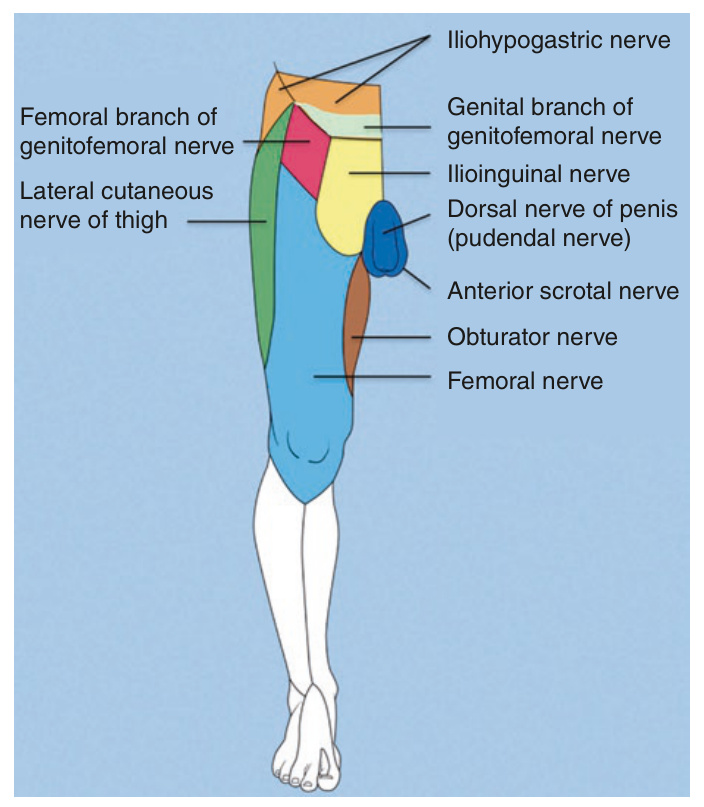 Iliohypogastric nerve
Femoral branch of
genitofemoral nerve
Genital branch of
genitofemoral nerve
Ilioinguinal nerve
Lateral cutaneous
nerve of thigh
Dorsal nerve of penis
(pudendal nerve)
Anterior scrotal nerve
Obturator nerve
Femoral nerve